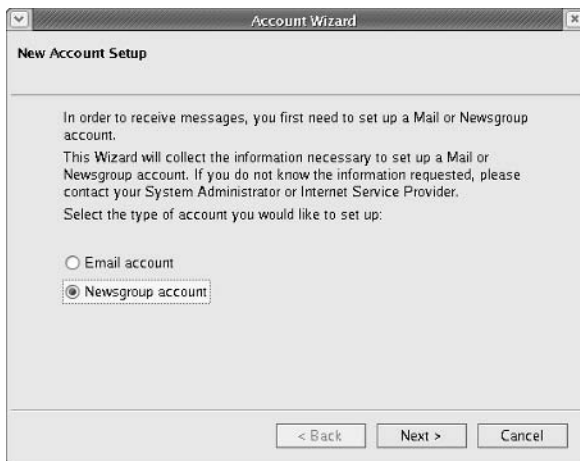 Account Wizard
New Account Setup
In order to receive messages, you first need to set up a Mail or Newsgroup
account.
This Wizard will collect the information necessary to set up a Mail or
Newsgroup account. If you do not know the information requested, please
contact your System Administrator or Internet Service Provider.
Select the type of account you would like to set up:
Email account
Newsgroup account
< Back Next > Cancel